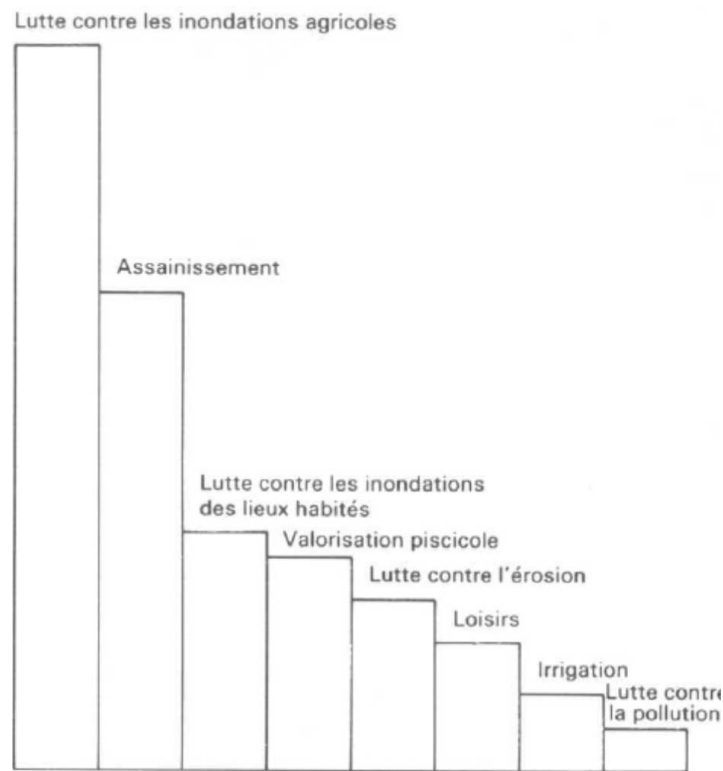 Lutte contre les inondations agricoles
Assainissement
Lutte contre les inondations
des lieux habités
Valorisation piscicole
Lutte contre l'érosion
Loisirs
Irrigation
Lutte contre
la pollution